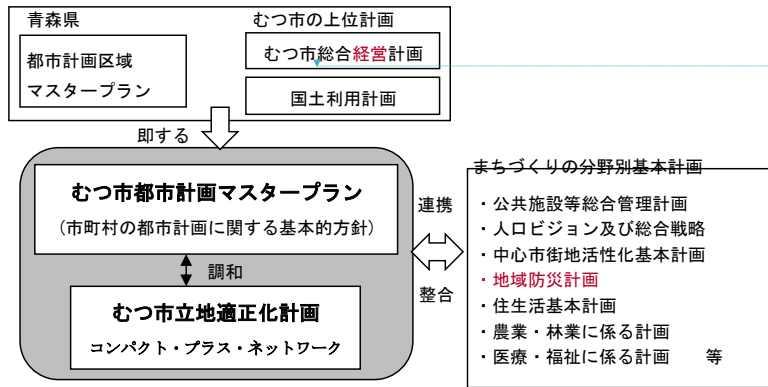 青森県
都市計画区域
マスタープラン
むつ市の上位計画
むつ市総合経営計画
国土利用計画
即する
むつ市都市計画マスタープラン
(市町村の都市計画に関する基本的方針)
調和
むつ市立地適正化計画
コンパクト・プラス・ネットワーク
連携
整合
まちづくりの分野別基本計画
・公共施設等総合管理計画
・人口ビジョン及び総合戦略
・中心市街地活性化基本計画
・地域防災計画
・住生活基本計画
・農業・林業に係る計画
・医療・福祉に係る計画　等